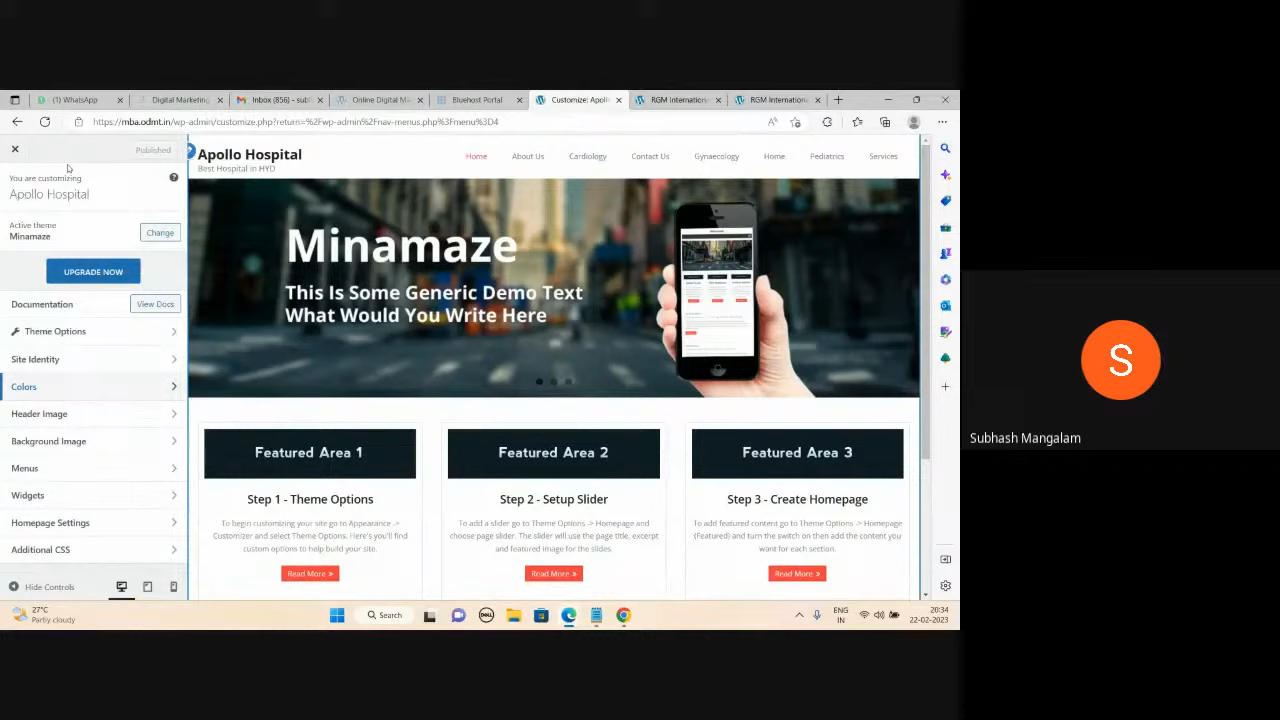 (1) WhatsApp
Digital Marketing
Inbox (856) - sub
Online Digital Ma
Bluehost Portal
Customize: Apoll
RGM Internation
RGM Internation
https://mba.odmt.in/wp-admin/customize.php?return=%2Fwp-admin%2Fnav-menus.php%3Fmenu%3D4
Published
You are customizing
Apollo Hospital
Active theme
Minamaze
Change
UPGRADE NOW
Documentation
View Docs
Theme Options
Site Identity
Colors
Header Image
Background Image
Menus
Widgets
Homepage Settings
Additional CSS
Hide Controls
Apollo Hospital
Best Hospital in HYD
Home
About Us
Cardiology
Contact Us
Gynaecology
Home
Pediatrics
Services
Minamaze
This Is Some Generic Demo Text
What Would You Write Here
Featured Area 1
Step 1 - Theme Options
To begin customizing your site go to Appearance ->
Customizer and select Theme Options. Here's you'll find
custom options to help build your site.
Read More »
Featured Area 2
Step 2 - Setup Slider
To add a slider go to Theme Options -> Homepage and
choose page slider. The slider will use the page title, excerpt
and featured image for the slides.
Read More »
Featured Area 3
Step 3 - Create Homepage
To add featured content go to Theme Options -> Homepage
(Featured) and turn the switch on then add the content you
want for each section.
Read More »
27°C
Partly cloudy
Search
DELL
ENG
IN
20:34
22-02-2023
S
Subhash Mangalam